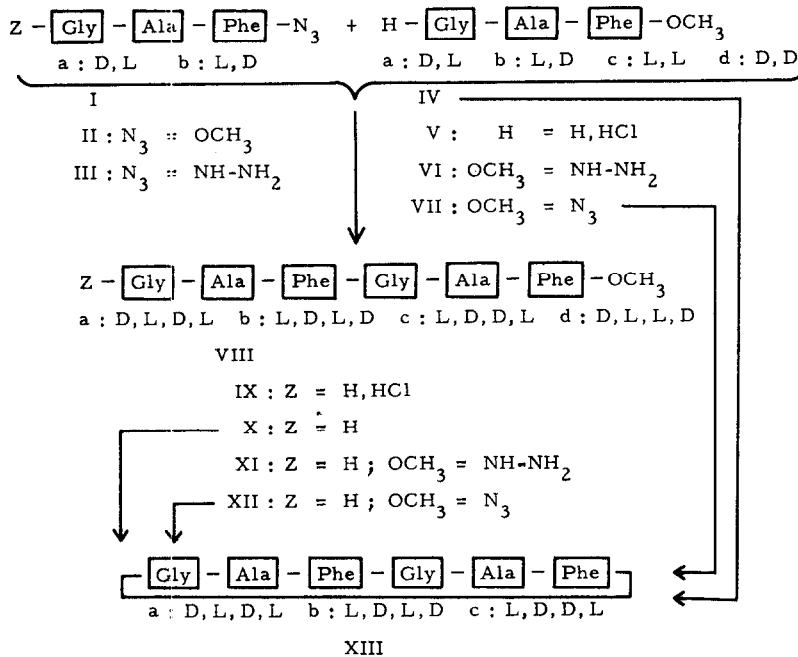 Z – Gly – Ala – Phe – N3 + H – Gly – Ala – Phe – OCH3
a : D, L b : L, D a : D, L b : L, D c : L, L d : D, D
I IV
II : N3 = OCH3 V : H = H, HCl
III : N3 = NH-NH2 VI : OCH3 = NH-NH2
VII : OCH3 = N3
Z – Gly – Ala – Phe – Gly – Ala – Phe – OCH3
a : D, L, D, L b : L, D, L, D c : L, D, D, L d : D, L, L, D
VIII
IX : Z = H, HCl
X : Z = H
XI : Z = H ; OCH3 = NH-NH2
XII : Z = H ; OCH3 = N3
Gly – Ala – Phe – Gly – Ala – Phe
a : D, L, D, L b : L, D, L, D c : L, D, D, L
XIII